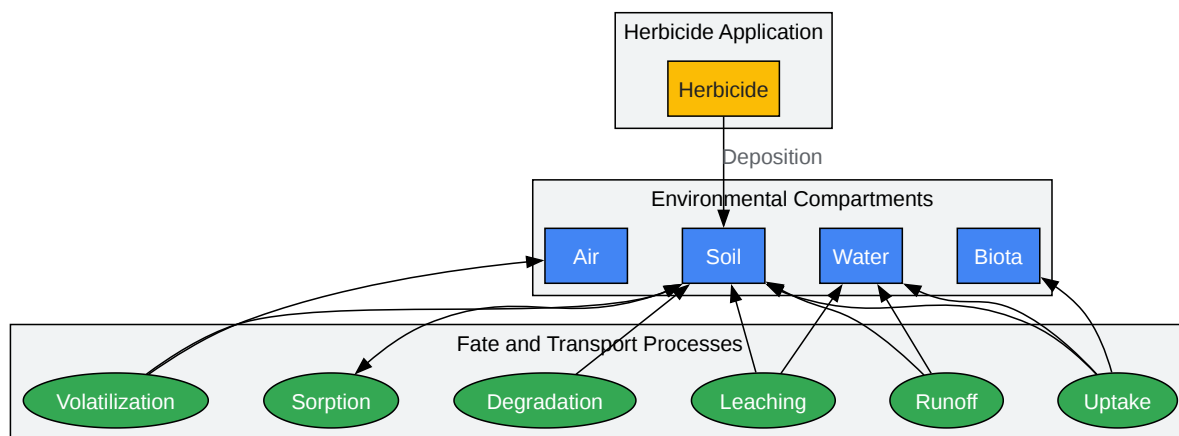 Herbicide Application
Herbicide
Deposition
Environmental Compartments
Air
Soil
Water
Biota
Fate and Transport Processes
Volatilization
Sorption
Degradation
Leaching
Runoff
Uptake